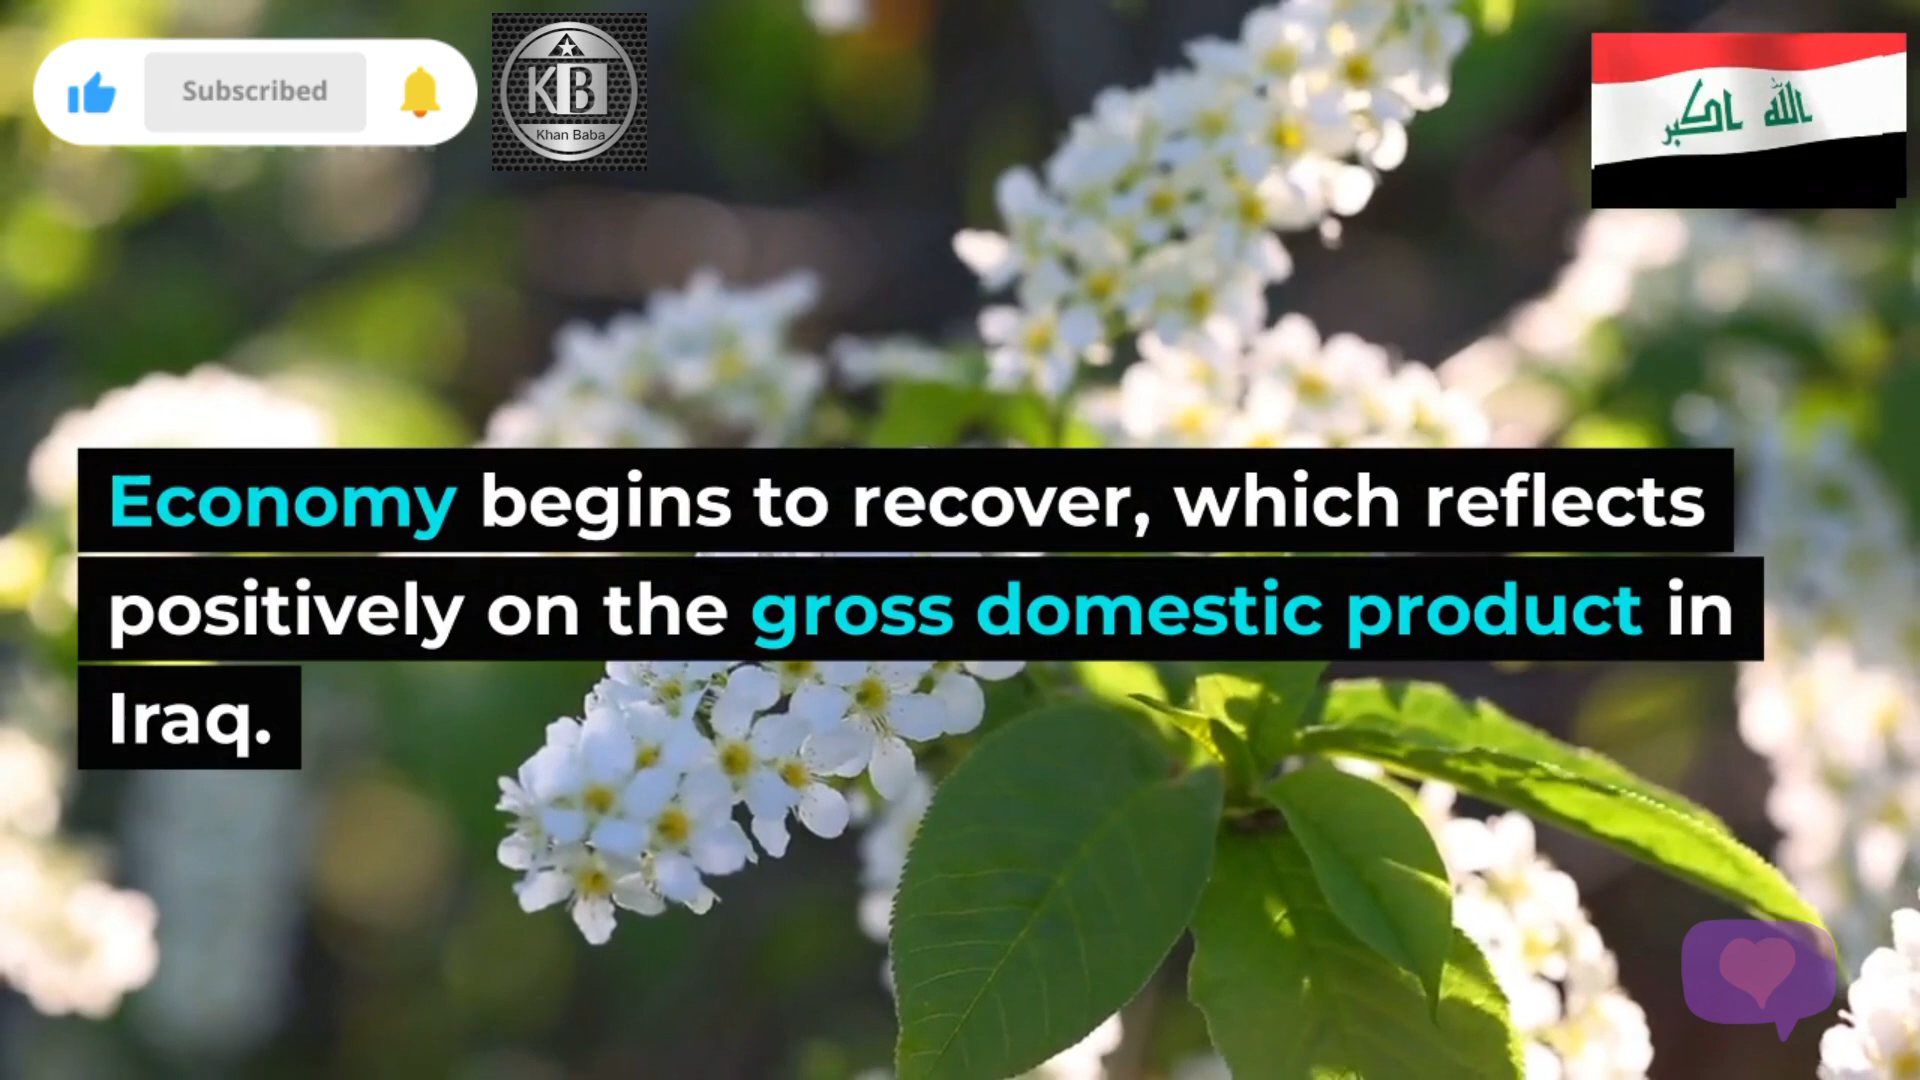 Subscribed
KB
Khan Baba
الله اكبر
Economy begins to recover, which reflects
positively on the gross domestic product in
Iraq.